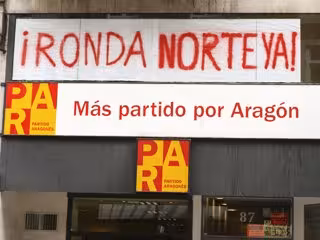 ¡RONDA NORTE YA!
PAR
PARTIDO
ARAGONÉS
Más partido por Aragón
PAR
PARTIDO
ARAGONÉS
87